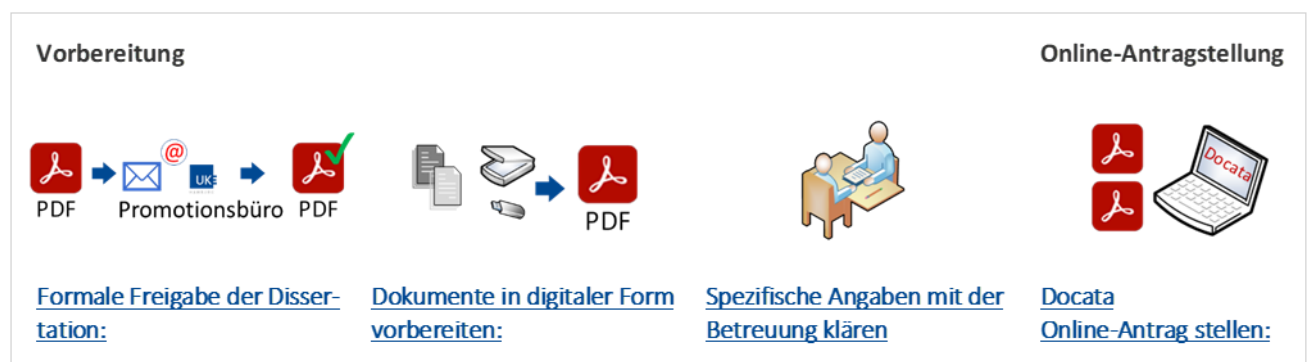 Vorbereitung
Online-Antragstellung
@
UKE
Docata
PDF
Promotionsbüro
PDF
PDF
Formale Freigabe der Disser-
tation:
Dokumente in digitaler Form
vorbereiten:
Spezifische Angaben mit der
Betreuung klären
Docata
Online-Antrag stellen: